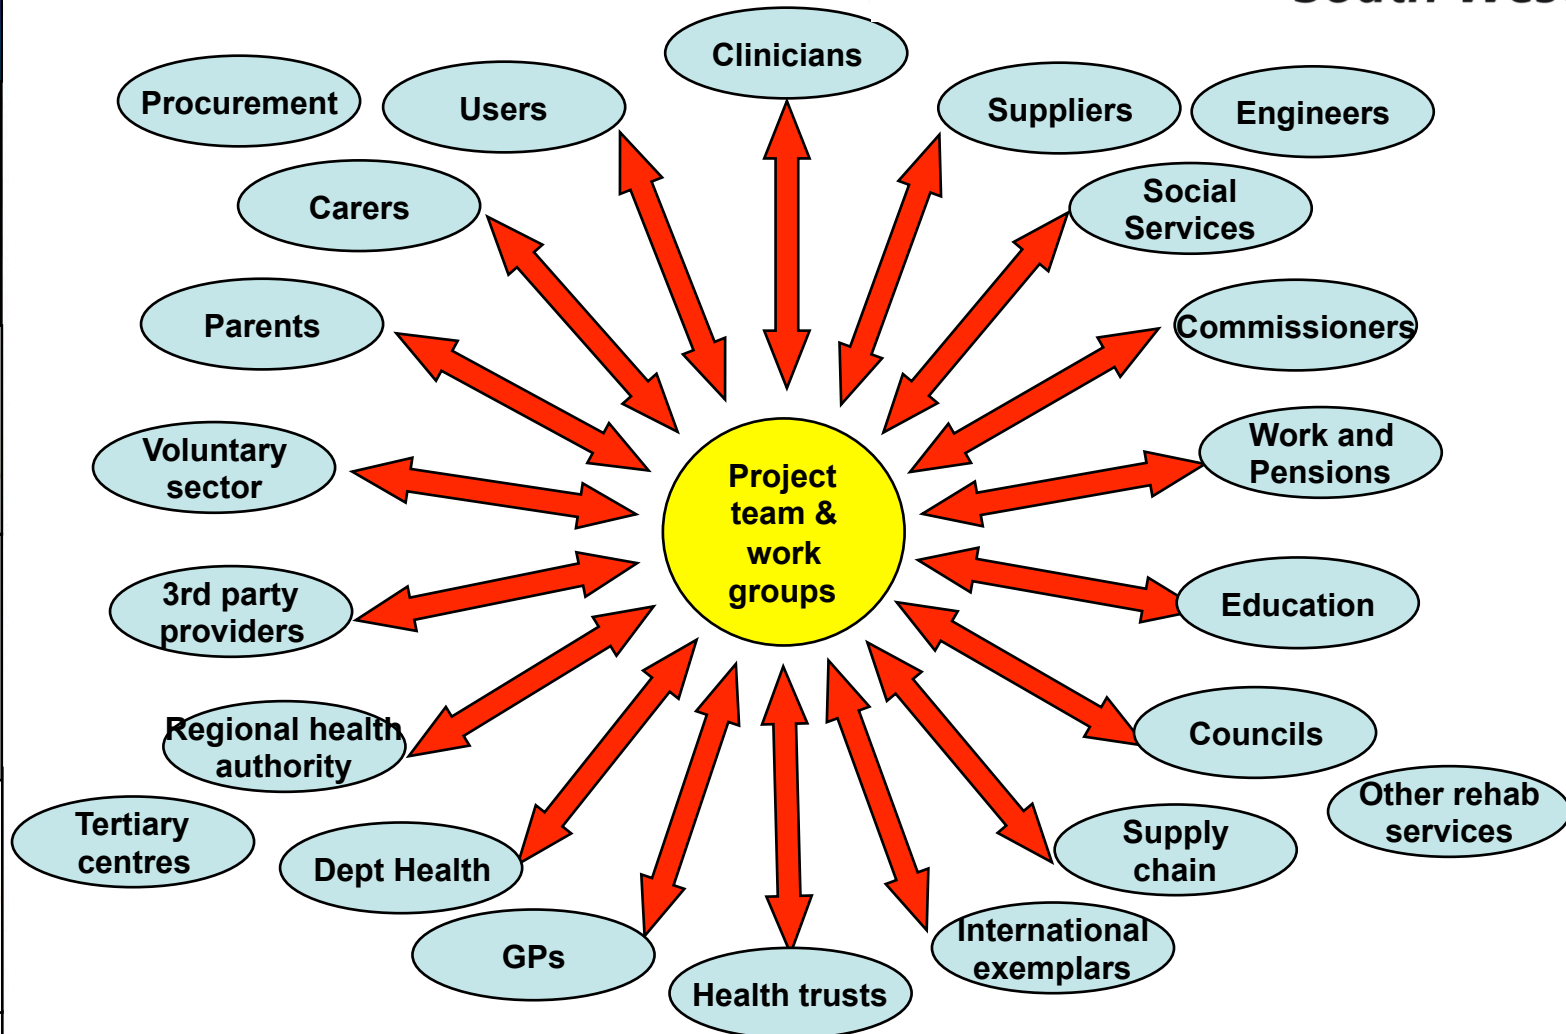 Clinicians
Procurement
Users
Suppliers
Engineers
Carers
Social
Services
Parents
Commissioners
Voluntary
sector
Work and
Pensions
Project
team &
work
groups
3rd party
providers
Education
Regional health
authority
Councils
Tertiary
centres
Dept Health
Supply
chain
Other rehab
services
GPs
Health trusts
International
exemplars